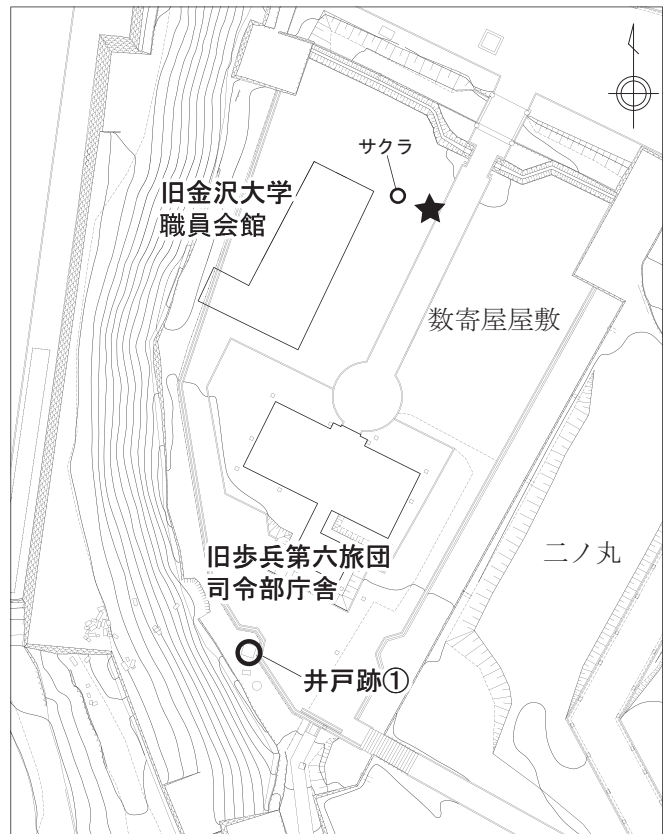 サクラ
旧金沢大学
職員会館
数寄屋屋敷
二ノ丸
旧歩兵第六旅団
司令部庁舎
井戸跡①